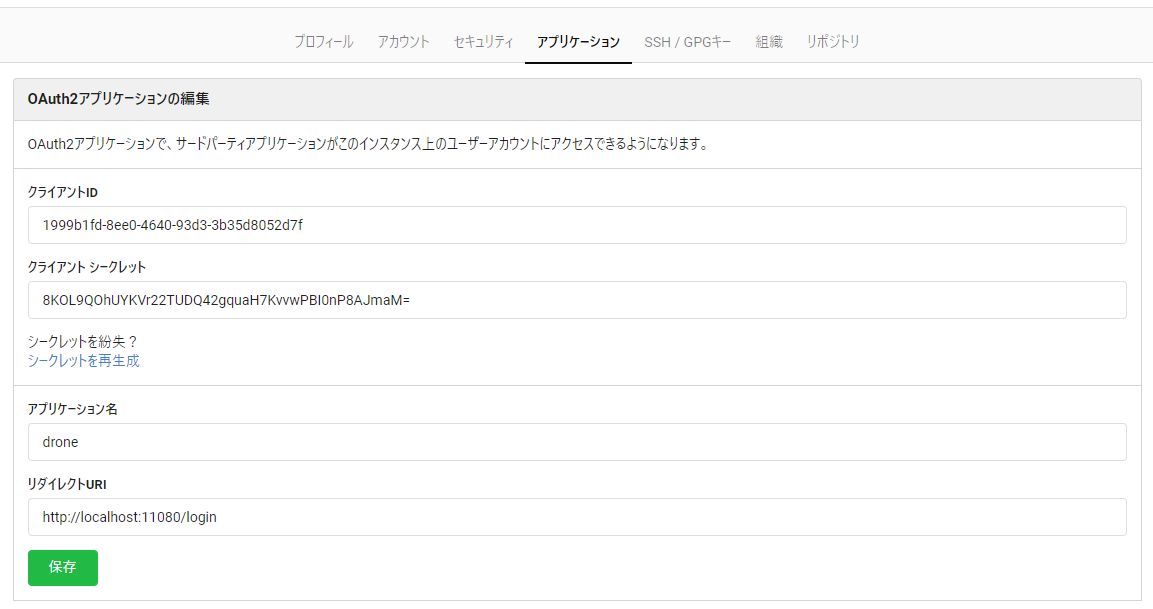 プロフィール アカウント セキュリティ アプリケーション SSH / GPGキー 組織 リポジトリ
OAuth2アプリケーションの編集
OAuth2アプリケーションで、サードパーティアプリケーションがこのインスタンス上のユーザーアカウントにアクセスできるようになります。
クライアントID
1999b1fd-8ee0-4640-93d3-3b35d8052d7f
クライアント シークレット
8KOL9QOhUYKVr22TUDQ42gquaH7KvvwPBI0nP8AJmaM=
シークレットを紛失？
シークレットを再生成
アプリケーション名
drone
リダイレクトURI
http://localhost:11080/login
保存